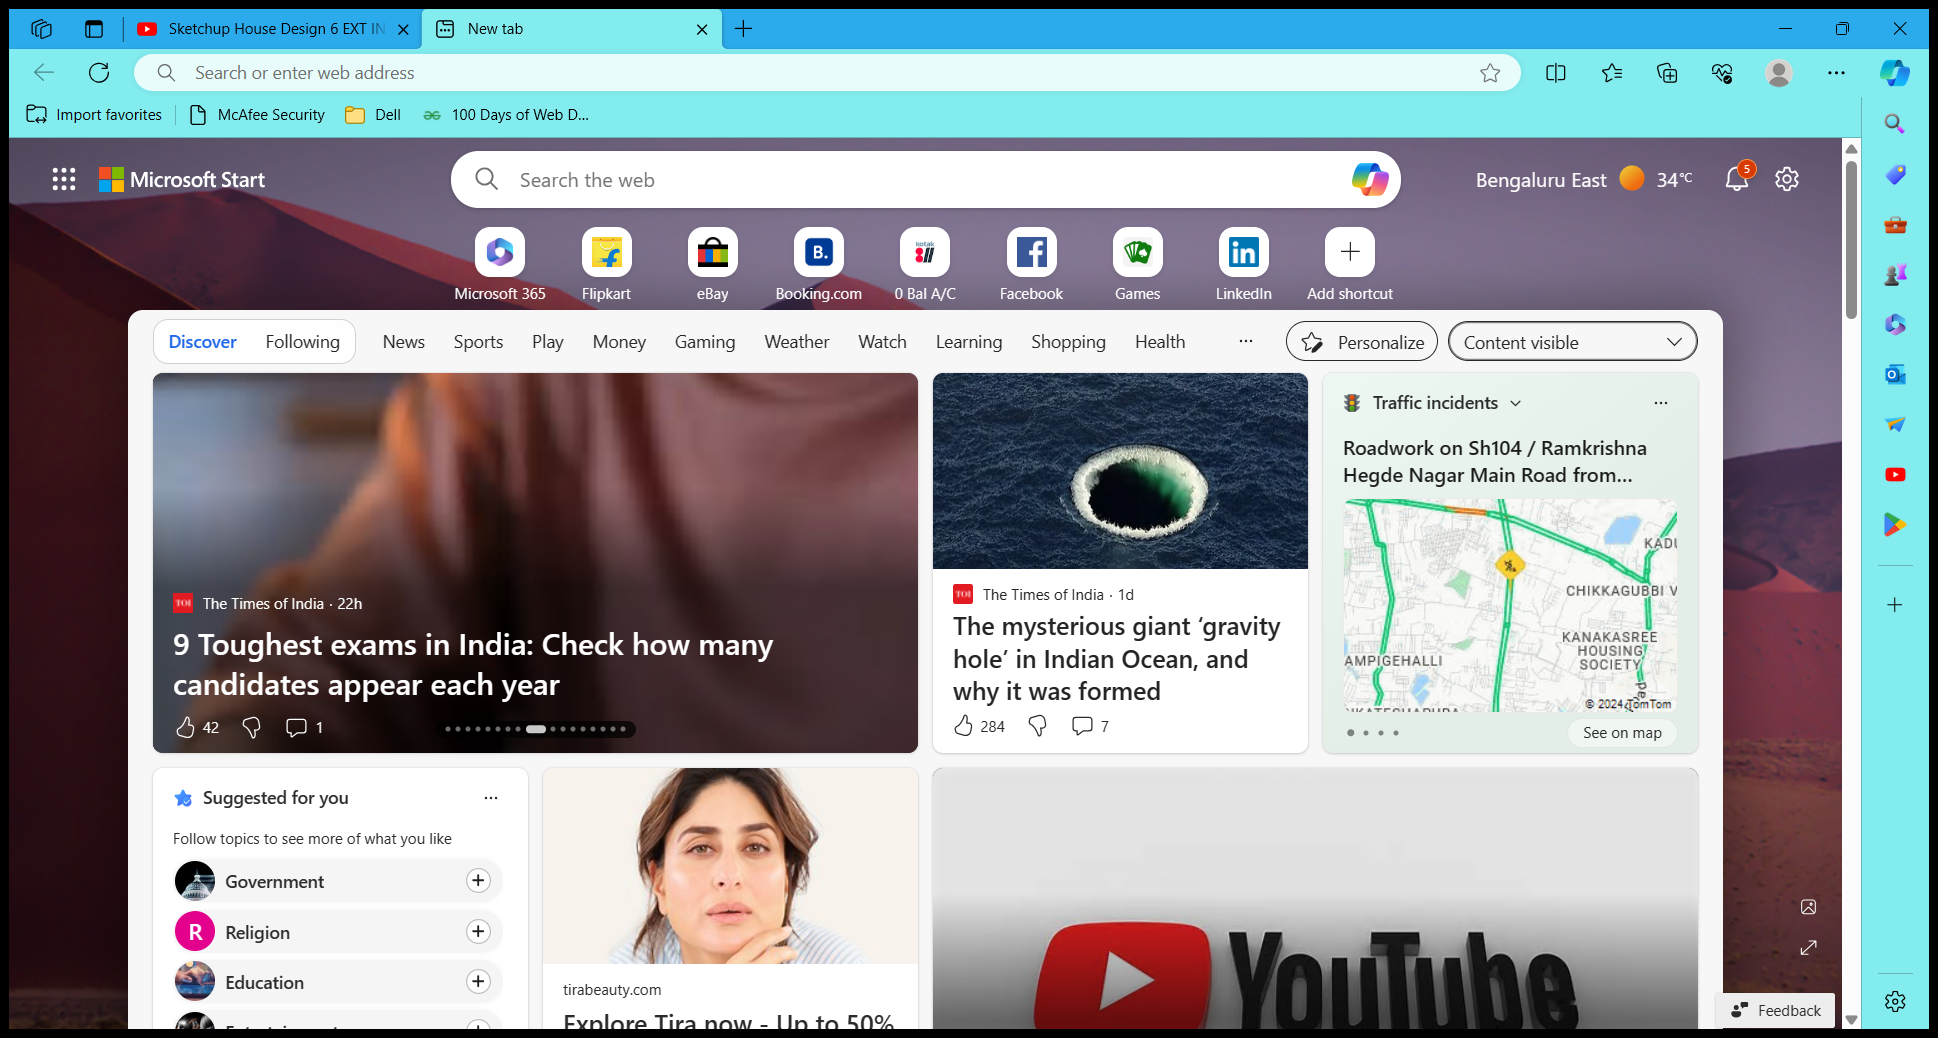 Sketchup House Design 6 EXT IN
New tab
Search or enter web address
Import favorites
McAfee Security
Dell
100 Days of Web D...
Microsoft Start
Search the web
Bengaluru East
34°C
5
B.
kotak
811
Microsoft 365
Flipkart
eBay
Booking.com
0 Bal A/C
Facebook
Games
LinkedIn
Add shortcut
Discover
Following
News
Sports
Play
Money
Gaming
Weather
Watch
Learning
Shopping
Health
Personalize
Content visible
TOI The Times of India · 22h
9 Toughest exams in India: Check how many
candidates appear each year
42
1
TOI The Times of India · 1d
The mysterious giant ‘gravity
hole’ in Indian Ocean, and
why it was formed
284
7
Traffic incidents
Roadwork on Sh104 / Ramkrishna
Hegde Nagar Main Road from...
KADU
CHIKKAGUBBI V
KANAKASREE
HOUSING
SOCIETY
AMPIGEHALLI
© 2024 TomTom
See on map
Suggested for you
Follow topics to see more of what you like
Government
R Religion
Education
tirabeauty.com
Explore Tira now - Up to 50%
YouTube
Feedback